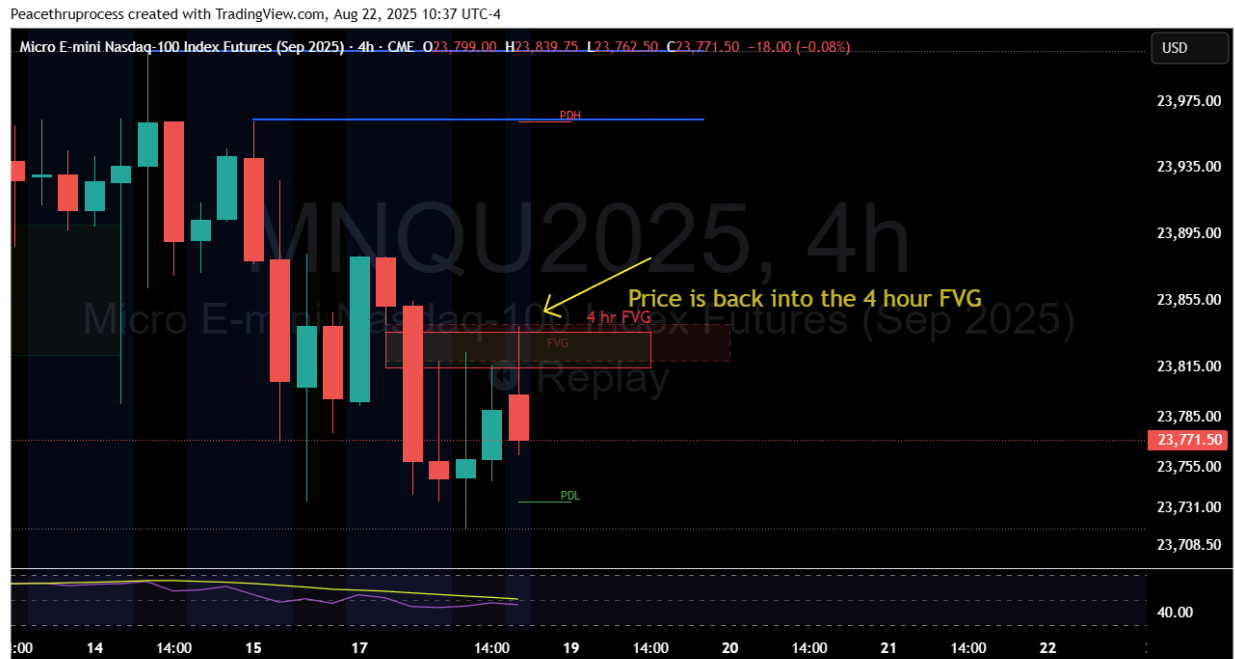 Peacethruprocess created with TradingView.com, Aug 22, 2025 10:37 UTC-4
Micro E-mini Nasdaq-100 Index Futures (Sep 2025) · 4h · CME O23,799.00 H23,839.75 L23,762.50 C23,771.50 −18.00 (−0.08%)
USD
23,975.00
PDH
23,935.00
MNQU2025, 4h
23,895.00
Price is back into the 4 hour FVG
23,855.00
4 hr FVG
Micro E-mini Nasdaq-100 Index Futures (Sep 2025)
FVG
23,815.00
Replay
23,785.00
23,771.50
23,755.00
PDL
23,731.00
23,708.50
40.00
:00 14 14:00 15 17 14:00 19 14:00 20 14:00 21 14:00 22